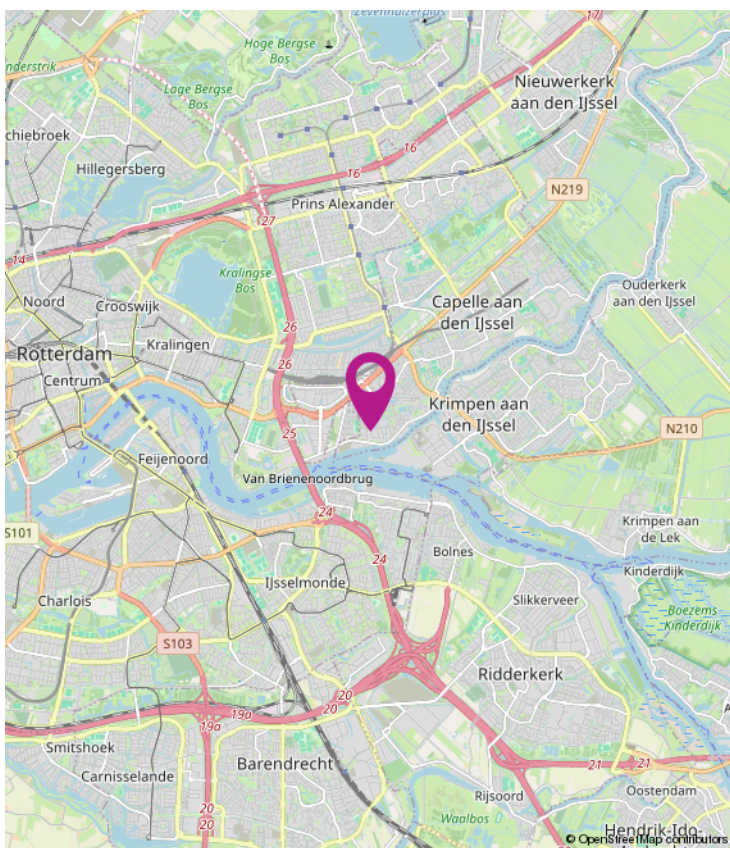 Zevenhuizerplas
17
Hoge Bergse
Bos
nderstrik
Lage Bergse
Bos
Nieuwerkerk
aan den IJssel
chiebroek
16
Hillegersberg
16
N219
Prins Alexander
27
14
Kralingse
Bos
Ouderkerk
aan den IJssel
Noord
Crooswijk
Capelle aan
den IJssel
26
Kralingen
Rotterdam
26
Centrum
Krimpen aan
den IJssel
N210
25
Feijenoord
Van Brienenoordbrug
24
Krimpen aan
de Lek
S101
24
Bolnes
Kinderdijk
IJsselmonde
Charlois
Slikkerveer
Boezems
Kinderdijk
S103
Ridderkerk
20
19a
20
19a
Smitshoek
Barendrecht
21
21
Carnisselande
Oostendam
Rijsoord
20
20
Waalbos
Hendrik-Ido-
© OpenStreetMap contributors